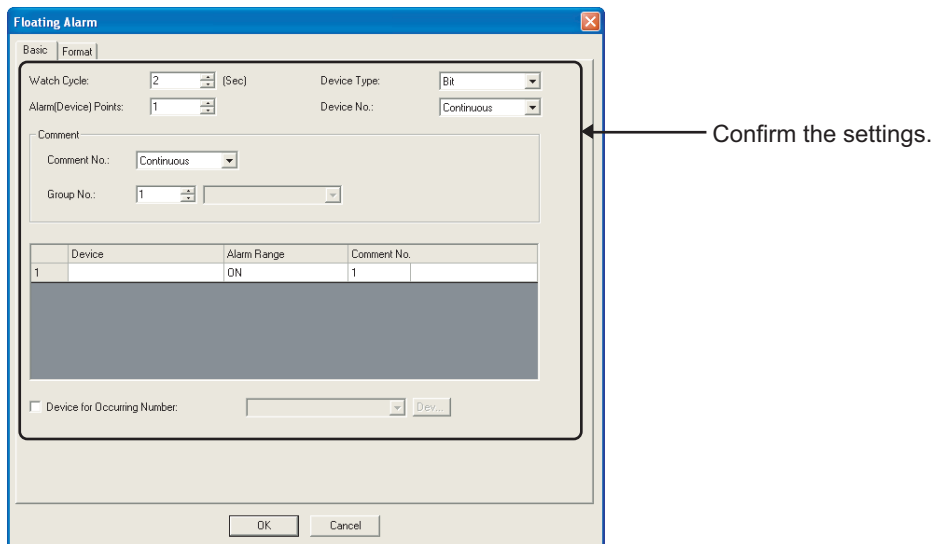 Floating Alarm
Basic Format
Watch Cycle: 2 (Sec) Device Type: Bit
Alarm(Device) Points: 1 Device No.: Continuous
Confirm the settings.
Comment
Comment No.: Continuous
Group No.: 1
Device Alarm Range Comment No.
1 ON 1
Device for Occurring Number: Dev...
OK Cancel